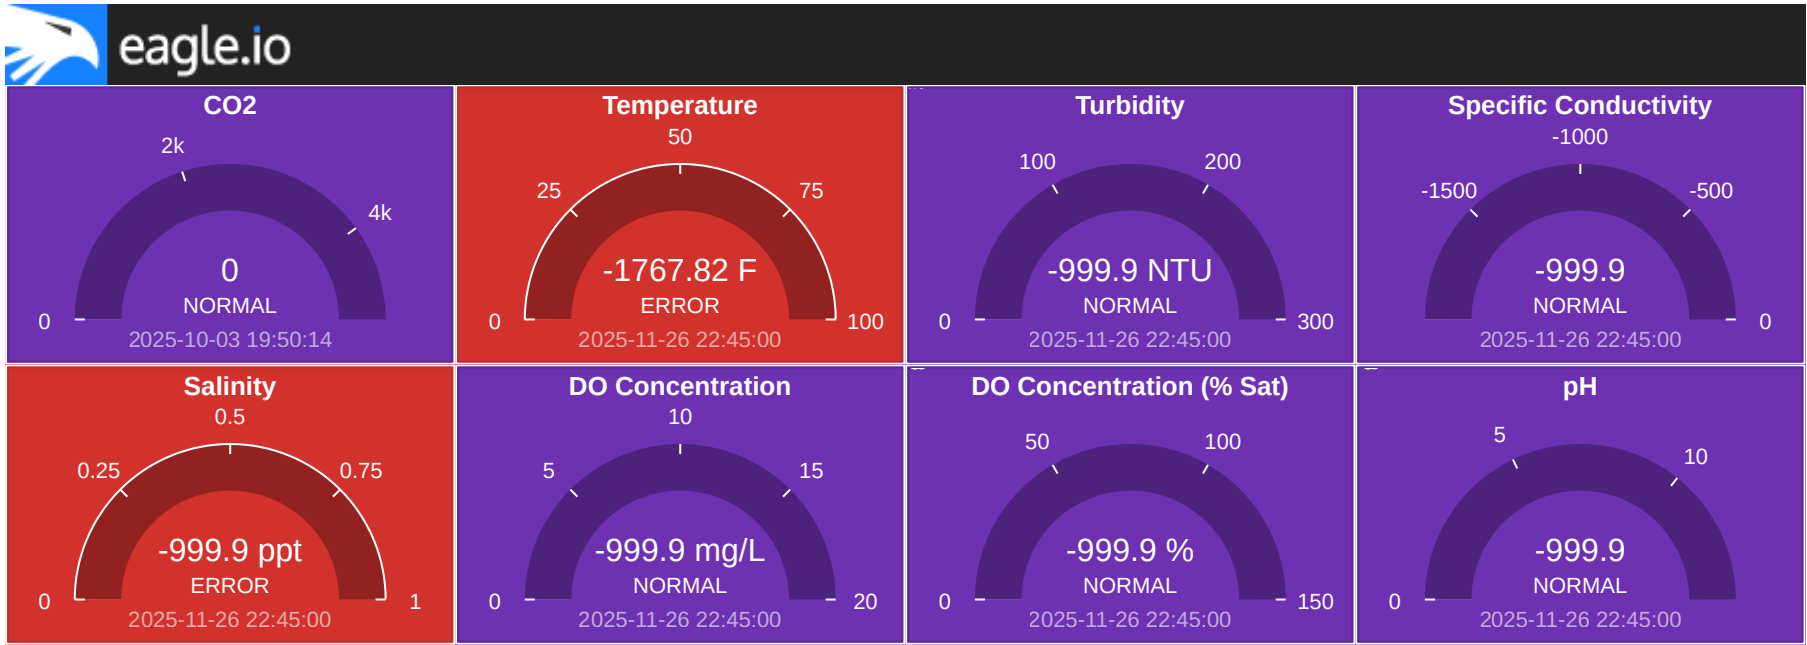 eagle.io
CO2
2k
4k
0
NORMAL
0
2025-10-03 19:50:14
Temperature
50
25
75
-1767.82 F
ERROR
0
100
2025-11-26 22:45:00
Turbidity
100
200
-999.9 NTU
NORMAL
0
300
2025-11-26 22:45:00
Specific Conductivity
-1000
-1500
-500
-999.9
NORMAL
0
2025-11-26 22:45:00
Salinity
0.5
0.25
0.75
-999.9 ppt
ERROR
0
1
2025-11-26 22:45:00
DO Concentration
10
5
15
-999.9 mg/L
NORMAL
0
20
2025-11-26 22:45:00
DO Concentration (% Sat)
50
100
-999.9 %
NORMAL
0
150
2025-11-26 22:45:00
pH
5
10
-999.9
NORMAL
0
2025-11-26 22:45:00